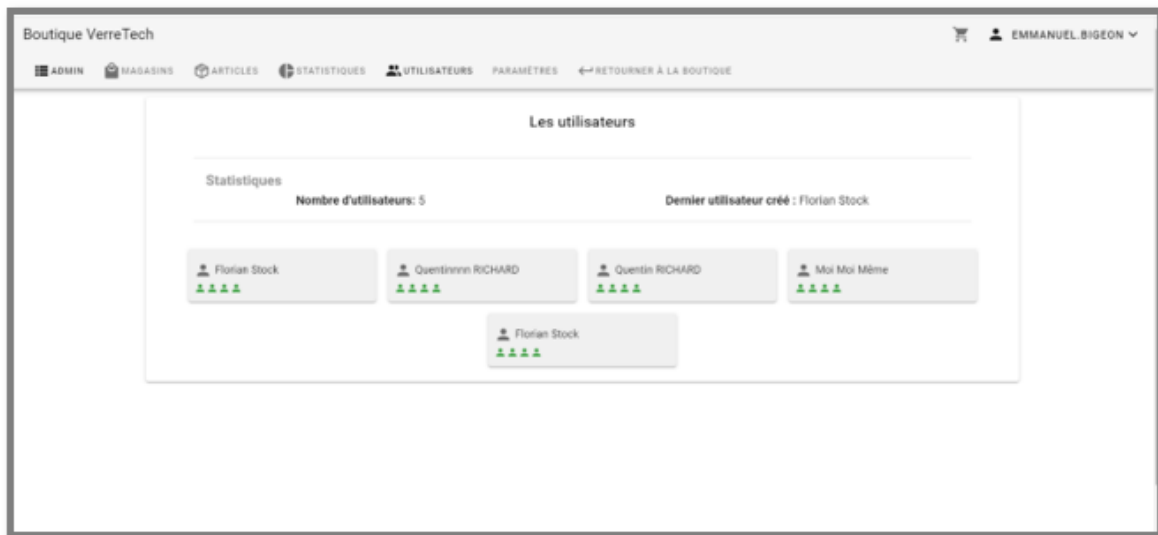 Boutique VerreTech EMMANUEL.BIGEON
ADMIN MAGASINS ARTICLES STATISTIQUES UTILISATEURS PARAMÈTRES RETOURNER À LA BOUTIQUE
Les utilisateurs
Statistiques
Nombre d'utilisateurs: 5 Dernier utilisateur créé : Florian Stock
Florian Stock Quentinnnn RICHARD Quentin RICHARD Moi Moi Même
Florian Stock